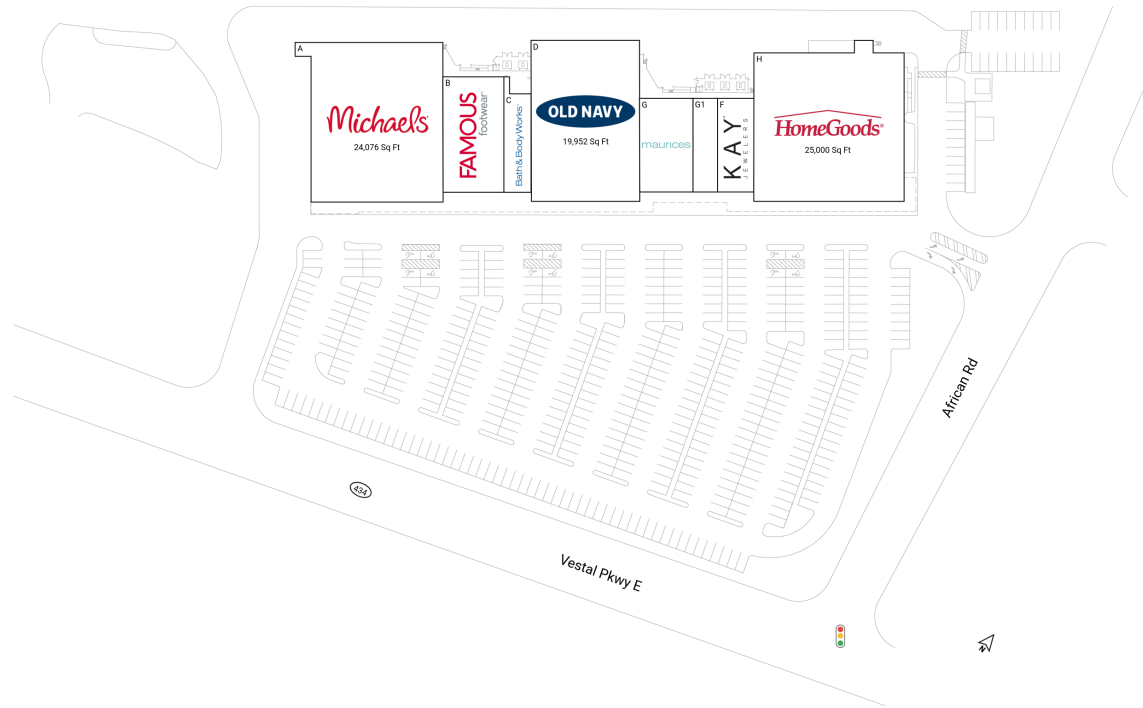 A
Michaels
24,076 Sq Ft
B
FAMOUS
footwear
C
Bath & Body Works
D
OLD NAVY
19,952 Sq Ft
G
maurices
G1
F
KAY
JEWELERS
H
HomeGoods
25,000 Sq Ft
D D D
D D D
African Rd
434
Vestal Pkwy E
N